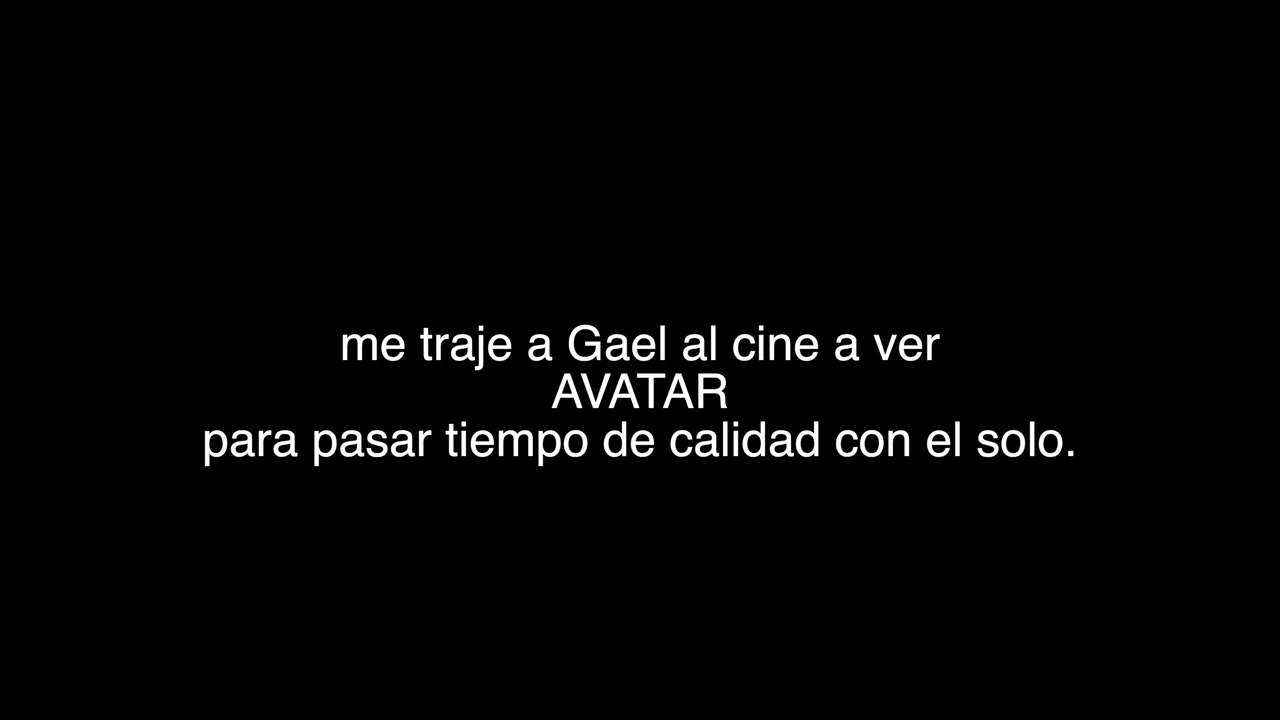 me traje a Gael al cine a ver
AVATAR
para pasar tiempo de calidad con el solo.